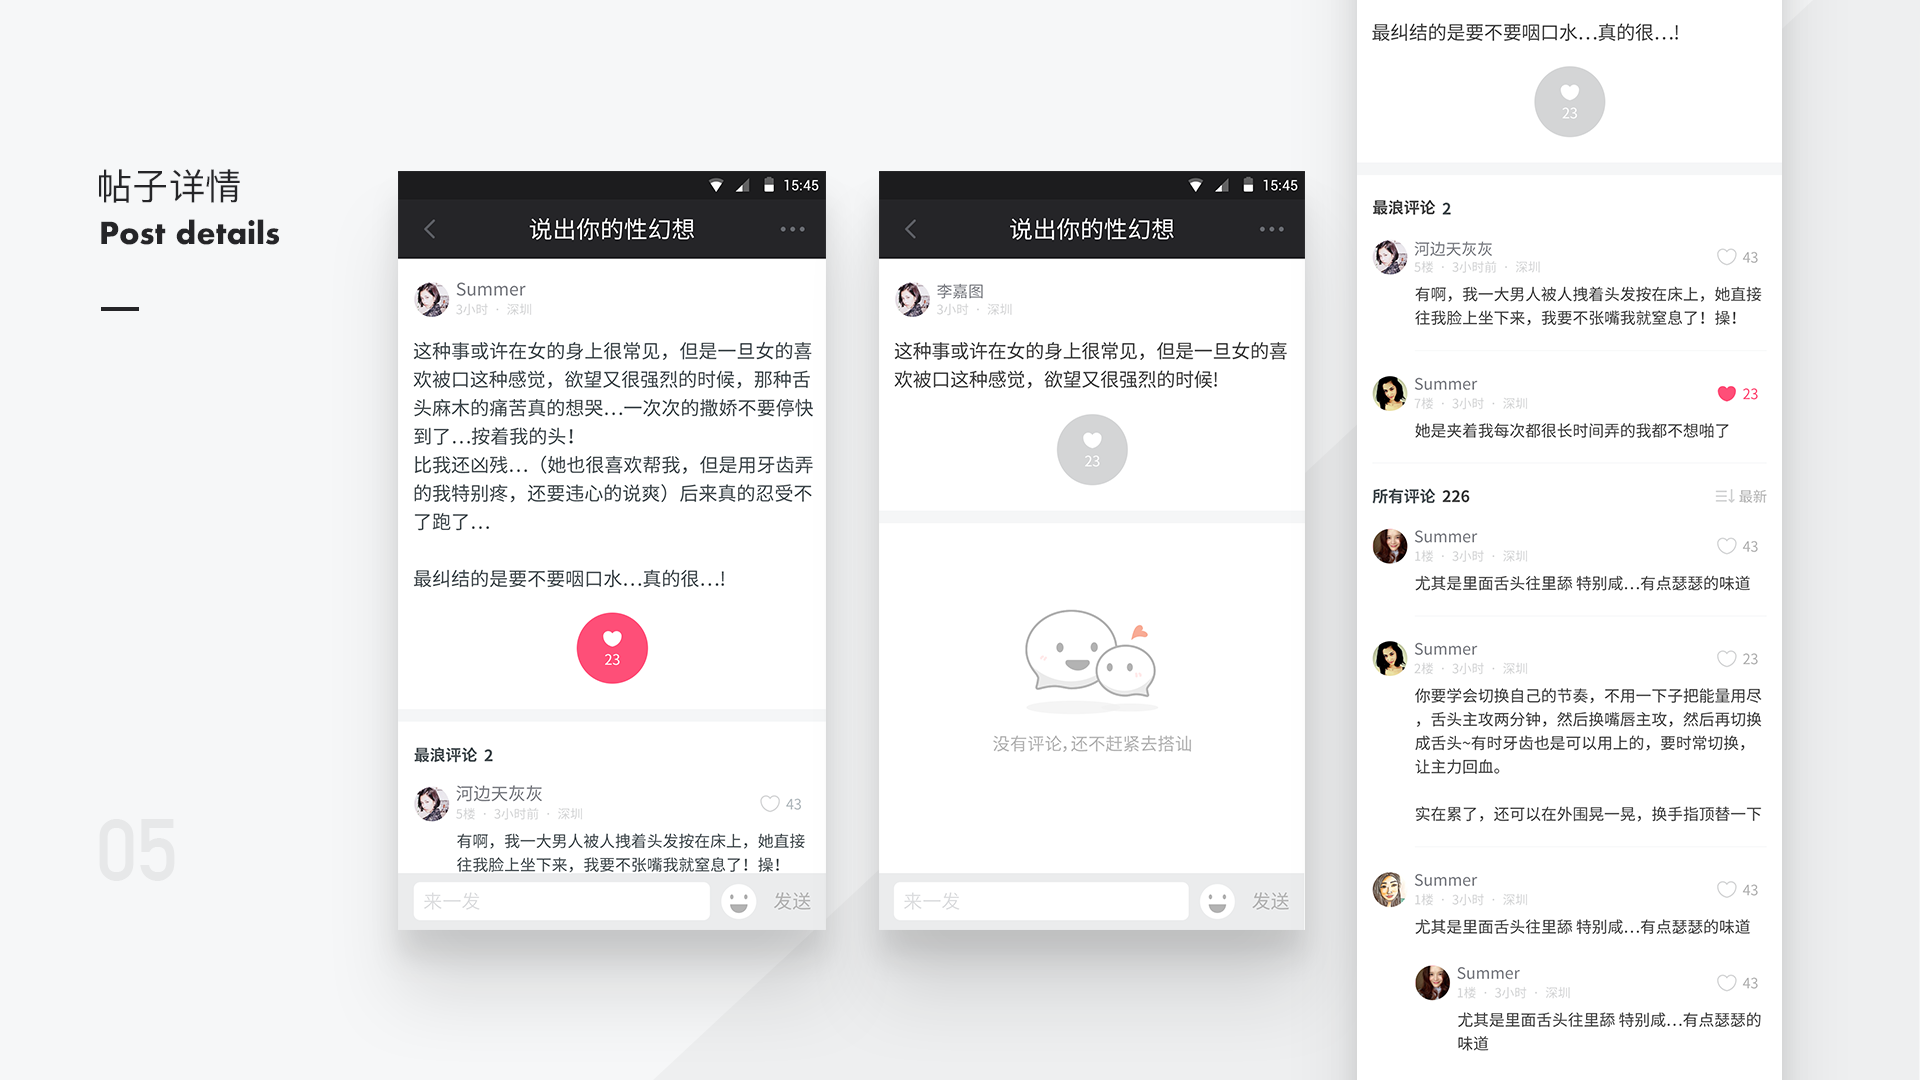 帖子详情
Post details
05
15:45
说出你的性幻想
Summer
3小时 · 深圳
这种事或许在女的身上很常见，但是一旦女的喜
欢被口这种感觉，欲望又很强烈的时候，那种舌
头麻木的痛苦真的想哭...一次次的撒娇不要停快
到了...按着我的头！
比我还凶残...（她也很喜欢帮我，但是用牙齿弄
的我特别疼，还要违心的说爽）后来真的忍受不
了跑了...
最纠结的是要不要咽口水...真的很...!
23
最浪评论 2
河边天灰灰
43
5楼 · 3小时前 · 深圳
有啊，我一大男人被人拽着头发按在床上，她直接
往我脸上坐下来，我要不张嘴我就窒息了！操！
来一发
发送
15:45
说出你的性幻想
李嘉图
3小时 · 深圳
这种事或许在女的身上很常见，但是一旦女的喜
欢被口这种感觉，欲望又很强烈的时候!
23
没有评论,还不赶紧去搭讪
来一发
发送
最纠结的是要不要咽口水...真的很...!
23
最浪评论 2
河边天灰灰
43
5楼 · 3小时前 · 深圳
有啊，我一大男人被人拽着头发按在床上，她直接
往我脸上坐下来，我要不张嘴我就窒息了！操！
Summer
23
7楼 · 3小时 · 深圳
她是夹着我每次都很长时间弄的我都不想啪了
所有评论 226
最新
Summer
43
1楼 · 3小时 · 深圳
尤其是里面舌头往里舔 特别咸...有点瑟瑟的味道
Summer
23
2楼 · 3小时 · 深圳
你要学会切换自己的节奏，不用一下子把能量用尽
，舌头主攻两分钟，然后换嘴唇主攻，然后再切换
成舌头~有时牙齿也是可以用上的，要时常切换，
让主力回血。
实在累了，还可以在外围晃一晃，换手指顶替一下
Summer
43
1楼 · 3小时 · 深圳
尤其是里面舌头往里舔 特别咸...有点瑟瑟的味道
Summer
43
1楼 · 3小时 · 深圳
尤其是里面舌头往里舔 特别咸...有点瑟瑟的
味道